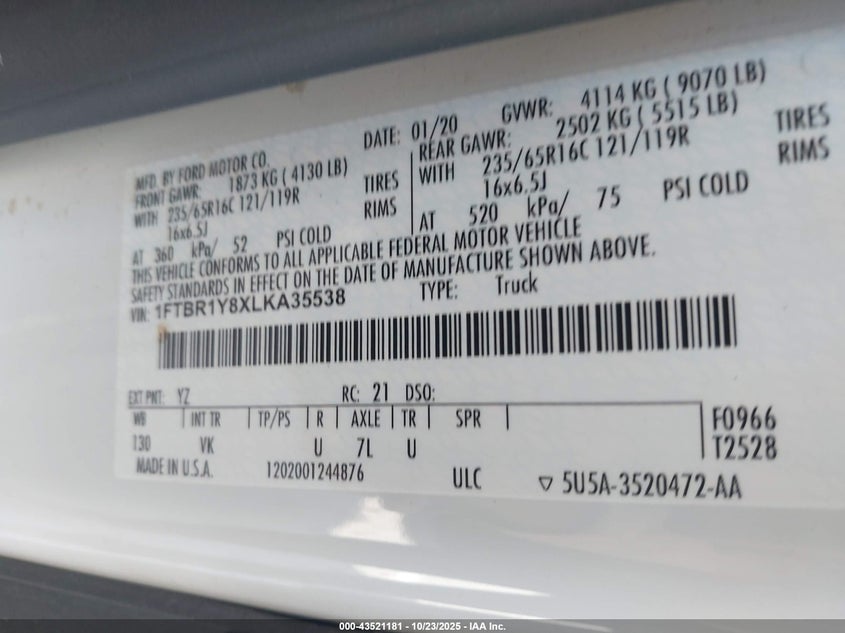 MFD. BY FORD MOTOR CO.
DATE: 01/20
GVWR: 4114 KG ( 9070 LB)
FRONT GAWR: 1873 KG ( 4130 LB)
REAR GAWR: 2502 KG ( 5515 LB)
WITH 235/65R16C 121/119R TIRES
WITH 235/65R16C 121/119R TIRES
16x6.5J RIMS
16x6.5J RIMS
AT 360 kPa/ 52 PSI COLD
AT 520 kPa/ 75 PSI COLD
THIS VEHICLE CONFORMS TO ALL APPLICABLE FEDERAL MOTOR VEHICLE
SAFETY STANDARDS IN EFFECT ON THE DATE OF MANUFACTURE SHOWN ABOVE.
VIN: 1FTBR1Y8XLKA35538 TYPE: Truck
EXT PNT: YZ RC: 21 DSO:
WB INT TR TP/PS R AXLE TR SPR F0966
130 VK U 7L U T2528
MADE IN U.S.A. 1202001244876 ULC 5U5A-3520472-AA
000-43521181 - 10/23/2025 - IAA Inc.